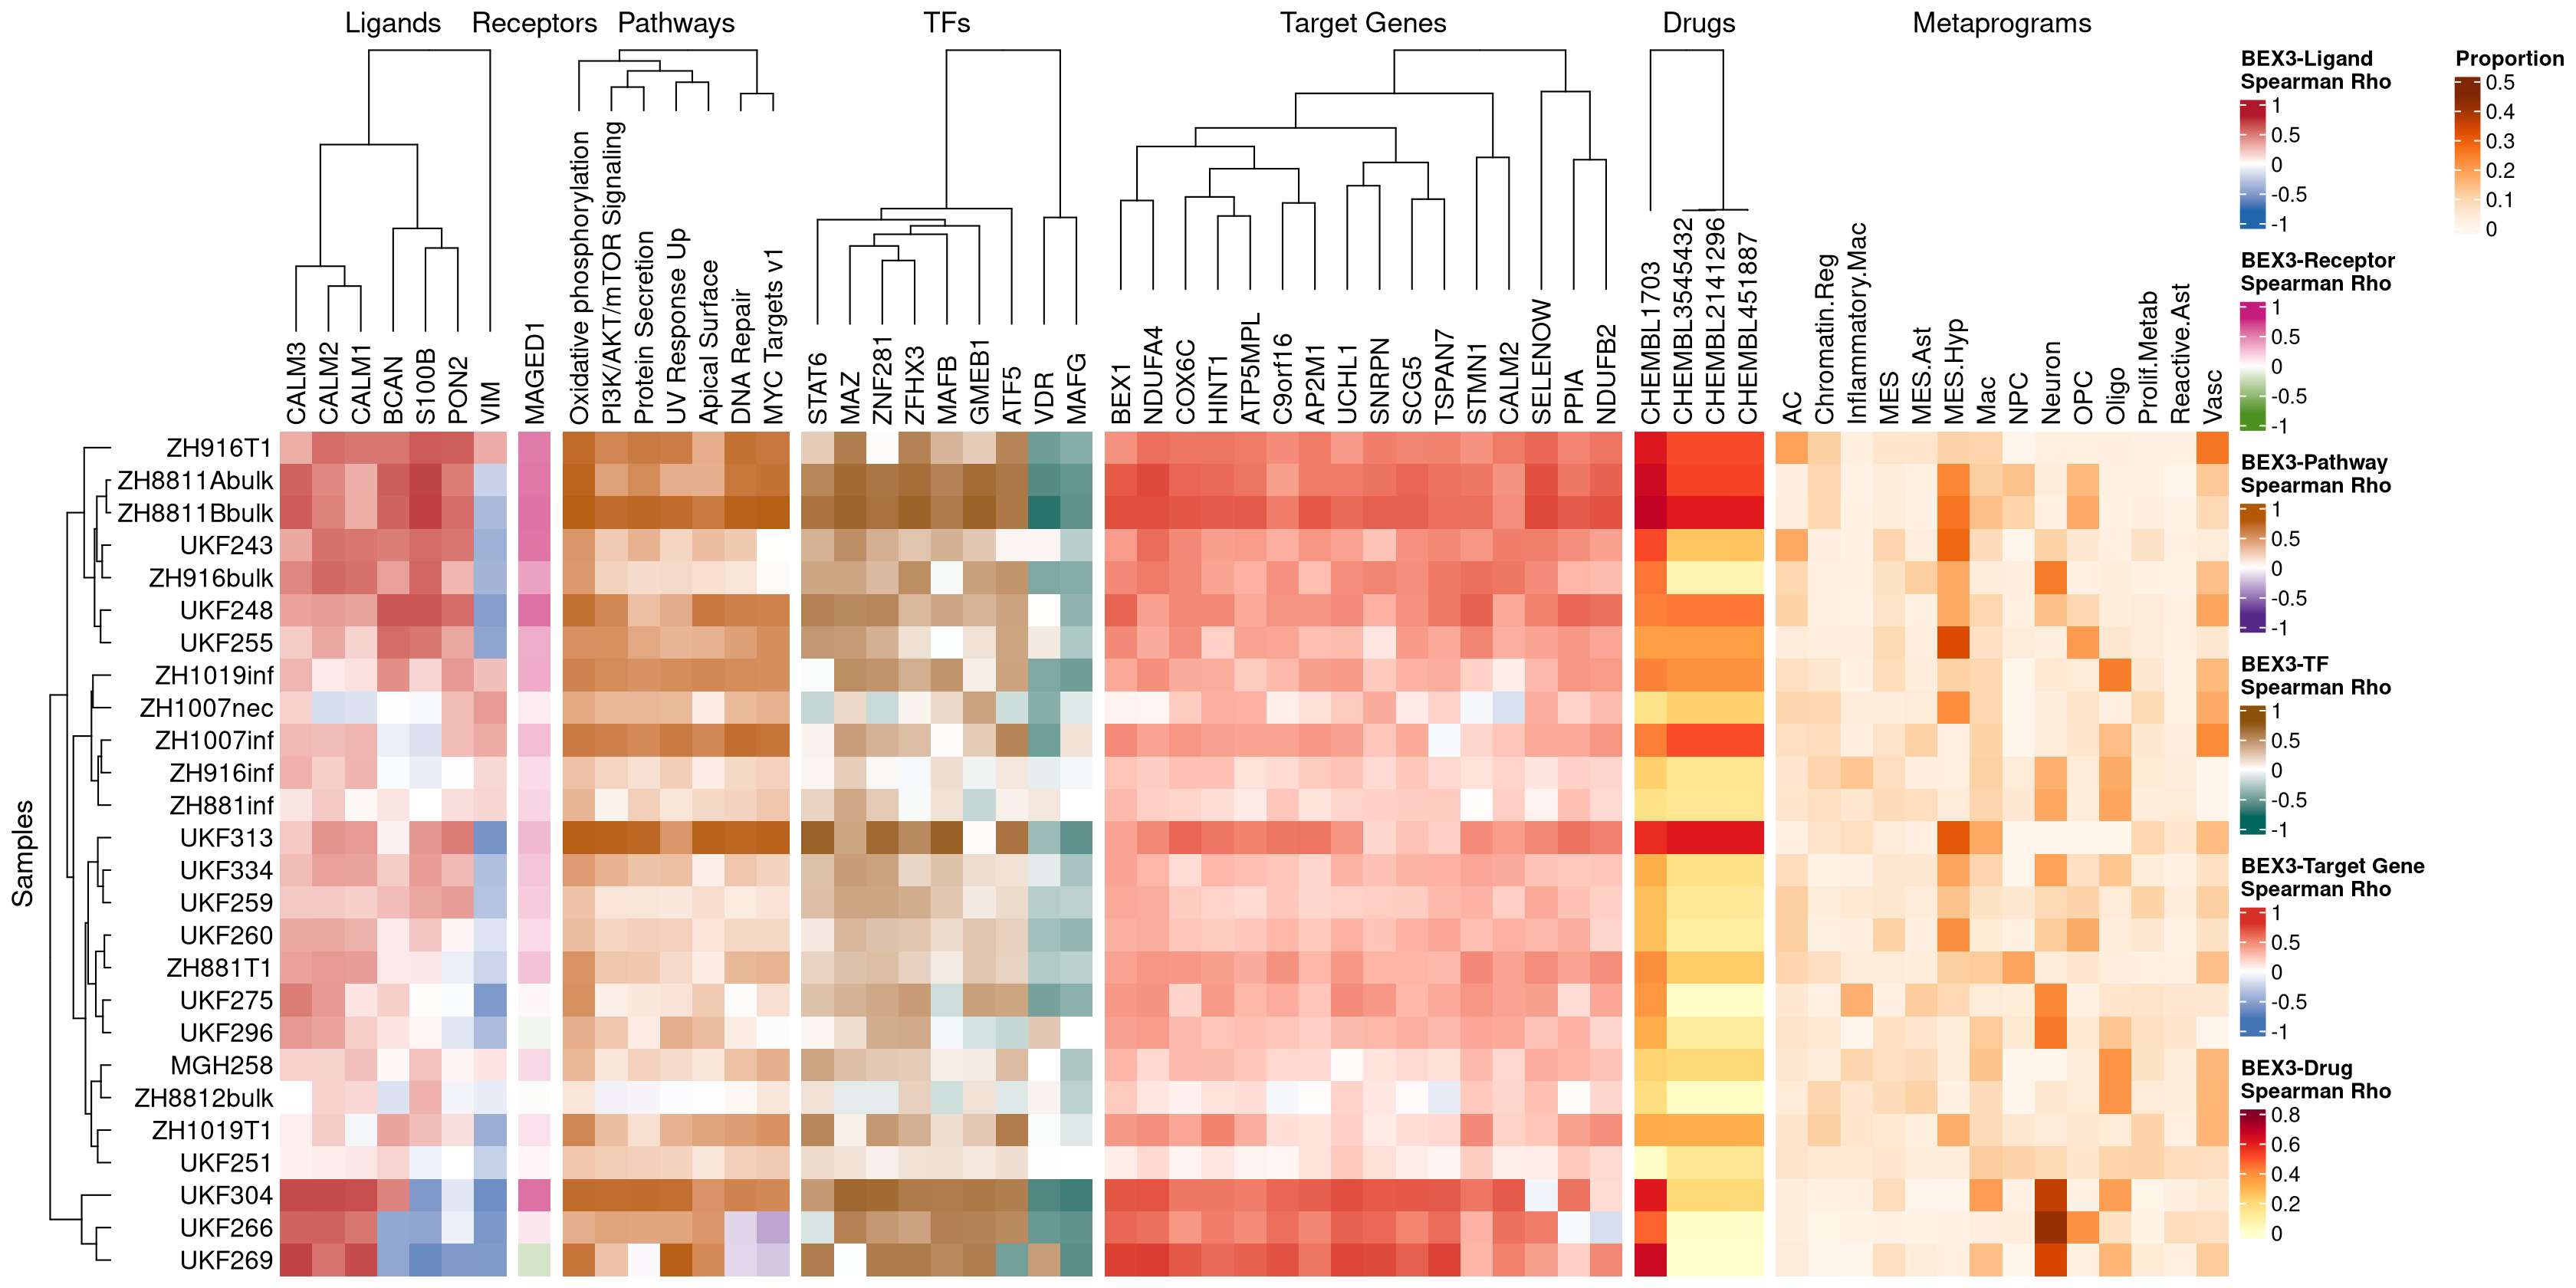 Ligands Receptors Pathways TFs Target Genes Drugs Metaprograms
CALM3
CALM2
CALM1
BCAN
S100B
PON2
VIM
MAGED1
Oxidative phosphorylation
PI3K/AKT/mTOR Signaling
Protein Secretion
UV Response Up
Apical Surface
DNA Repair
MYC Targets v1
STAT6
MAZ
ZNF281
ZFHX3
MAFB
GMEB1
ATF5
VDR
MAFG
BEX1
NDUFA4
COX6C
HINT1
ATP5MPL
C9orf16
AP2M1
UCHL1
SNRPN
SCG5
TSPAN7
STMN1
CALM2
SELENOW
PPIA
NDUFB2
CHEMBL1703
CHEMBL3545432
CHEMBL2141296
CHEMBL451887
AC
Chromatin.Reg
Inflammatory.Mac
MES
MES.Ast
MES.Hyp
Mac
NPC
Neuron
OPC
Oligo
Prolif.Metab
Reactive.Ast
Vasc
Samples
ZH916T1
ZH8811Abulk
ZH8811Bbulk
UKF243
ZH916bulk
UKF248
UKF255
ZH1019inf
ZH1007nec
ZH1007inf
ZH916inf
ZH881inf
UKF313
UKF334
UKF259
UKF260
ZH881T1
UKF275
UKF296
MGH258
ZH8812bulk
ZH1019T1
UKF251
UKF304
UKF266
UKF269
BEX3-Ligand
Spearman Rho
1
0.5
0
-0.5
-1
BEX3-Receptor
Spearman Rho
1
0.5
0
-0.5
-1
BEX3-Pathway
Spearman Rho
1
0.5
0
-0.5
-1
BEX3-TF
Spearman Rho
1
0.5
0
-0.5
-1
BEX3-Target Gene
Spearman Rho
1
0.5
0
-0.5
-1
BEX3-Drug
Spearman Rho
0.8
0.6
0.4
0.2
0
Proportion
0.5
0.4
0.3
0.2
0.1
0